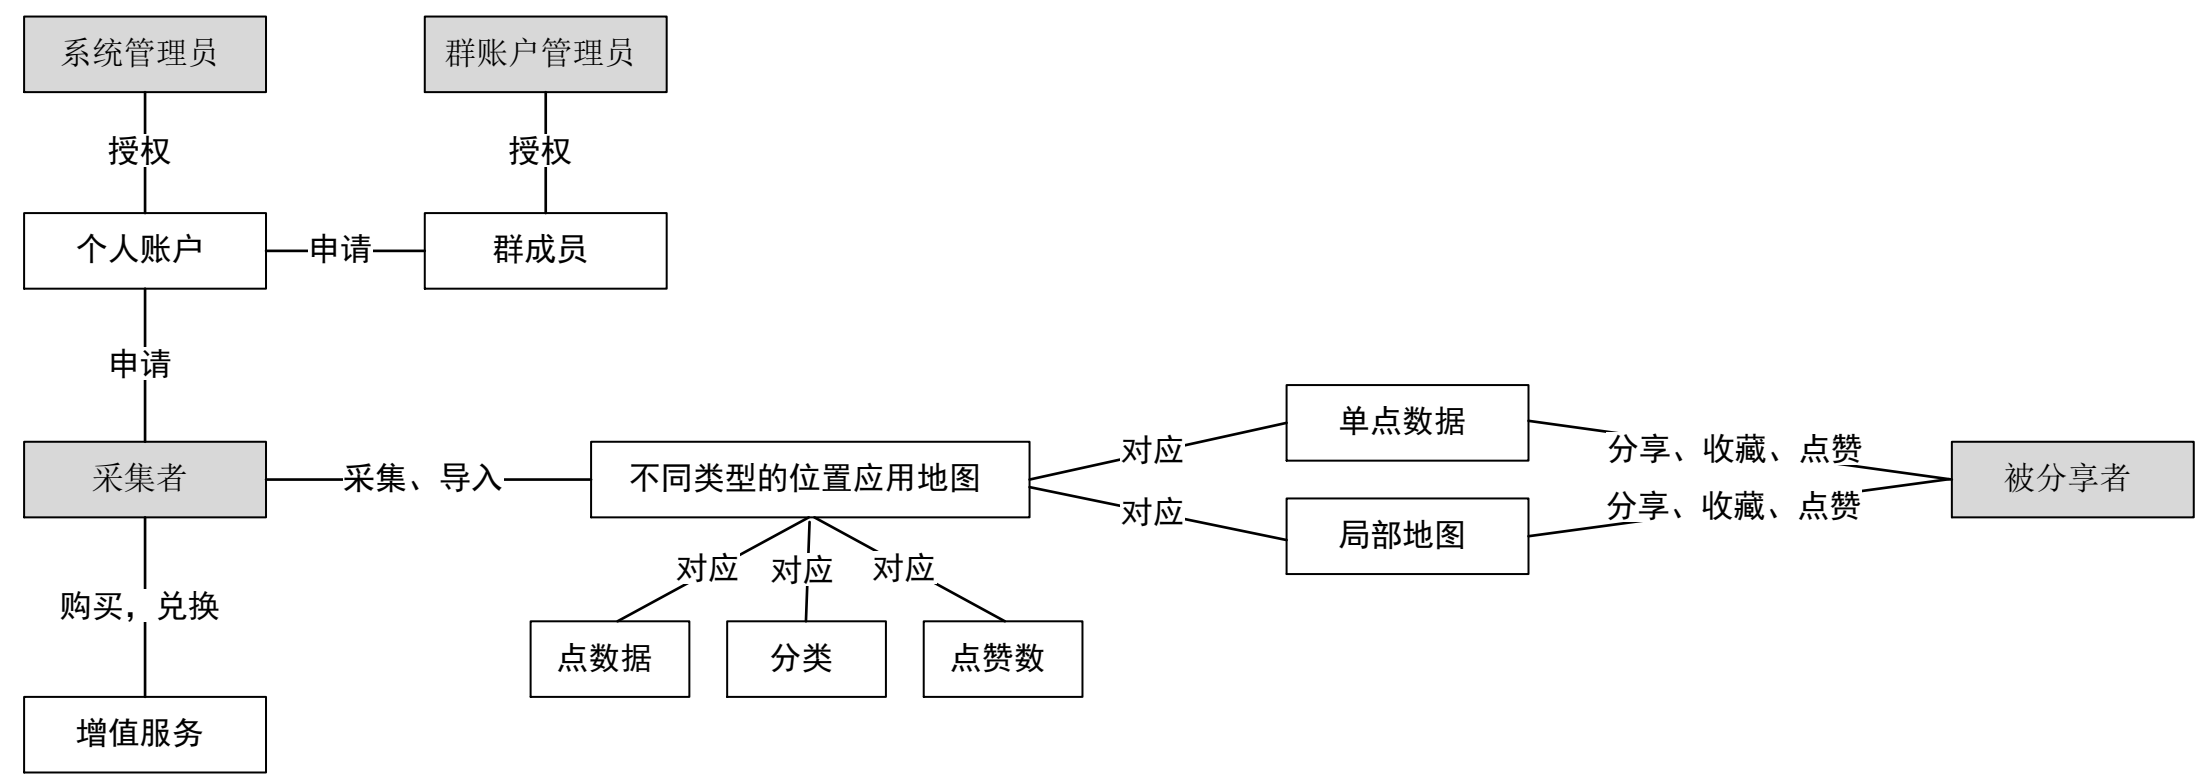 系统管理员
群账户管理员
授权
授权
个人账户
申请
群成员
申请
单点数据
对应
分享、收藏、点赞
采集者
采集、导入
不同类型的位置应用地图
被分享者
对应
分享、收藏、点赞
局部地图
对应
对应
对应
购买，兑换
点数据
分类
点赞数
增值服务